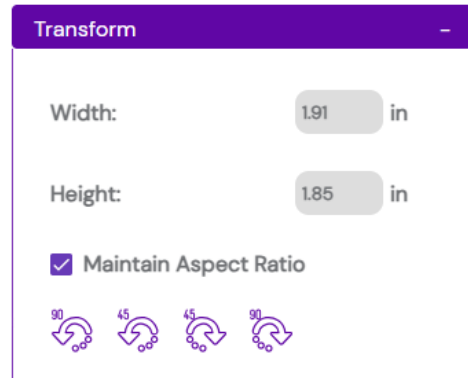 Transform
Width: 1.91 in
Height: 1.85 in
Maintain Aspect Ratio
90 45 45 90